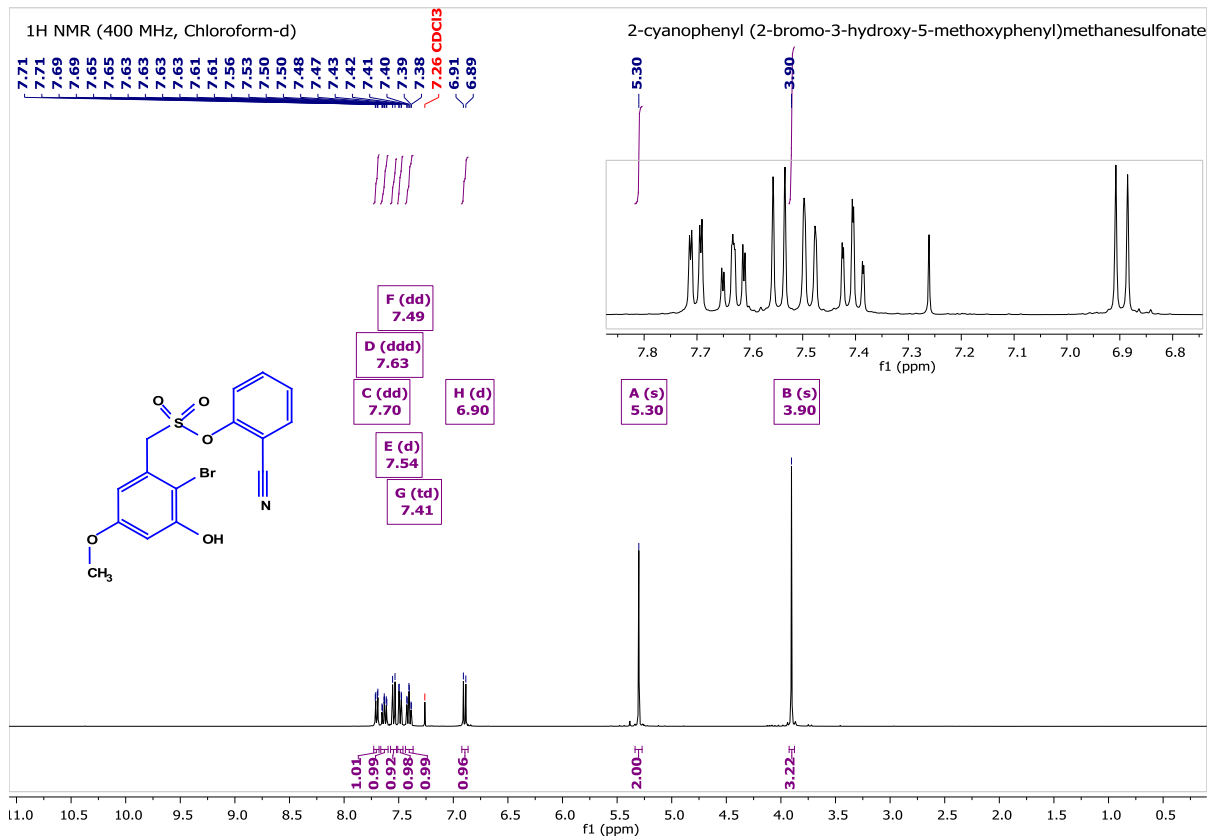 1H NMR (400 MHz, Chloroform-d)
2-cyanophenyl (2-bromo-3-hydroxy-5-methoxyphenyl)methanesulfonate
7.71
7.71
7.69
7.69
7.65
7.65
7.63
7.63
7.63
7.63
7.61
7.61
7.56
7.53
7.50
7.50
7.48
7.47
7.43
7.42
7.41
7.40
7.39
7.38
7.26 CDCl3
6.91
6.89
5.30
3.90
7.8 7.7 7.6 7.5 7.4 7.3 7.2 7.1 7.0 6.9 6.8
f1 (ppm)
F (dd)
7.49
D (ddd)
7.63
C (dd)
7.70
H (d)
6.90
A (s)
5.30
B (s)
3.90
E (d)
7.54
G (td)
7.41
O O
S
O
Br
N
O
OH
CH3
1.01
0.99
0.92
0.98
0.99
0.96
2.00
3.22
11.0 10.5 10.0 9.5 9.0 8.5 8.0 7.5 7.0 6.5 6.0 5.5 5.0 4.5 4.0 3.5 3.0 2.5 2.0 1.5 1.0 0.5
f1 (ppm)